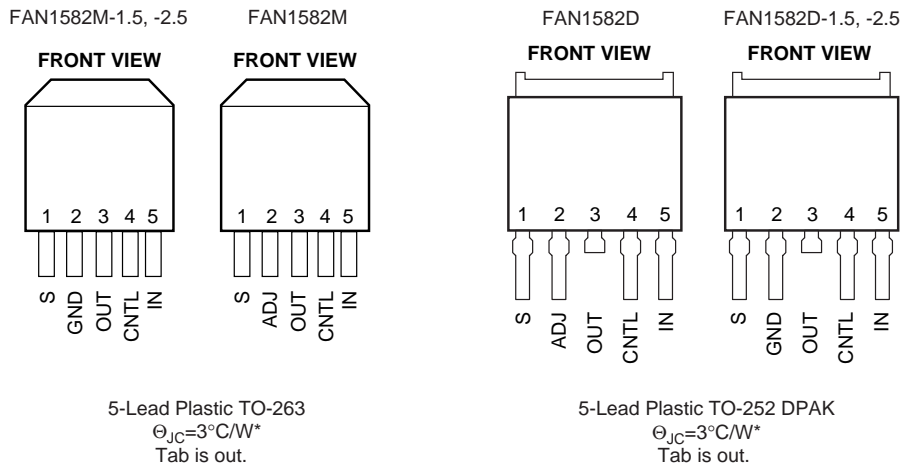 FAN1582M-1.5, -2.5
FRONT VIEW
1 2 3 4 5
S
GND
OUT
CNTL
IN
FAN1582M
FRONT VIEW
1 2 3 4 5
S
ADJ
OUT
CNTL
IN
5-Lead Plastic TO-263
ΘJC=3°C/W*
Tab is out.
FAN1582D
FRONT VIEW
1 2 3 4 5
S
ADJ
OUT
CNTL
IN
FAN1582D-1.5, -2.5
FRONT VIEW
1 2 3 4 5
S
GND
OUT
CNTL
IN
5-Lead Plastic TO-252 DPAK
ΘJC=3°C/W*
Tab is out.